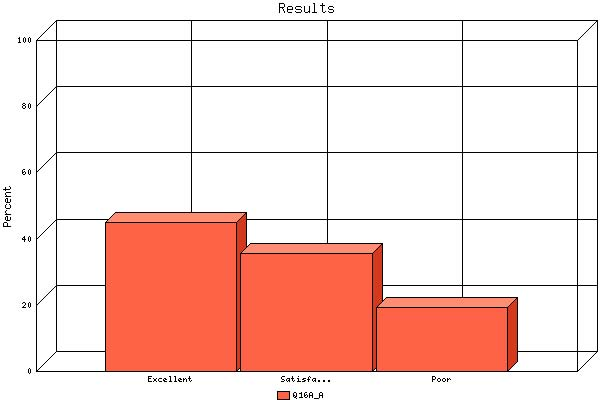 Results
100
80
60
40
20
0
Percent
Excellent Satisfa... Poor
Q16A_A